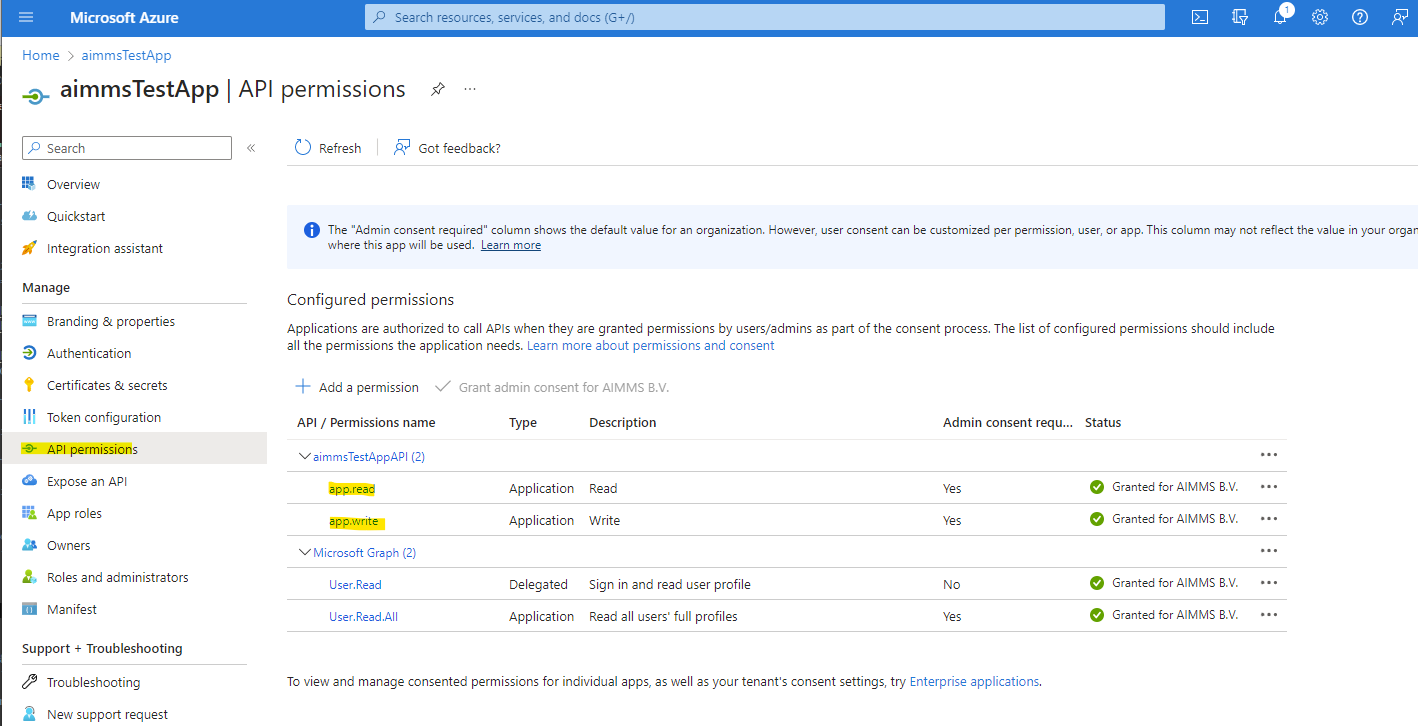 Microsoft Azure
Search resources, services, and docs (G+/)
1
Home > aimmsTestApp
aimmsTestApp | API permissions
Search
Refresh
Got feedback?
Overview
Quickstart
Integration assistant
Manage
Branding & properties
Authentication
Certificates & secrets
Token configuration
API permissions
Expose an API
App roles
Owners
Roles and administrators
Manifest
Support + Troubleshooting
Troubleshooting
New support request
The "Admin consent required" column shows the default value for an organization. However, user consent can be customized per permission, user, or app. This column may not reflect the value in your organ
where this app will be used. Learn more
Configured permissions
Applications are authorized to call APIs when they are granted permissions by users/admins as part of the consent process. The list of configured permissions should include
all the permissions the application needs. Learn more about permissions and consent
Add a permission
Grant admin consent for AIMMS B.V.
API / Permissions name Type Description Admin consent requ... Status
aimmsTestAppAPI (2)
app.read Application Read Yes Granted for AIMMS B.V.
app.write Application Write Yes Granted for AIMMS B.V.
Microsoft Graph (2)
User.Read Delegated Sign in and read user profile No Granted for AIMMS B.V.
User.Read.All Application Read all users' full profiles Yes Granted for AIMMS B.V.
To view and manage consented permissions for individual apps, as well as your tenant's consent settings, try Enterprise applications.